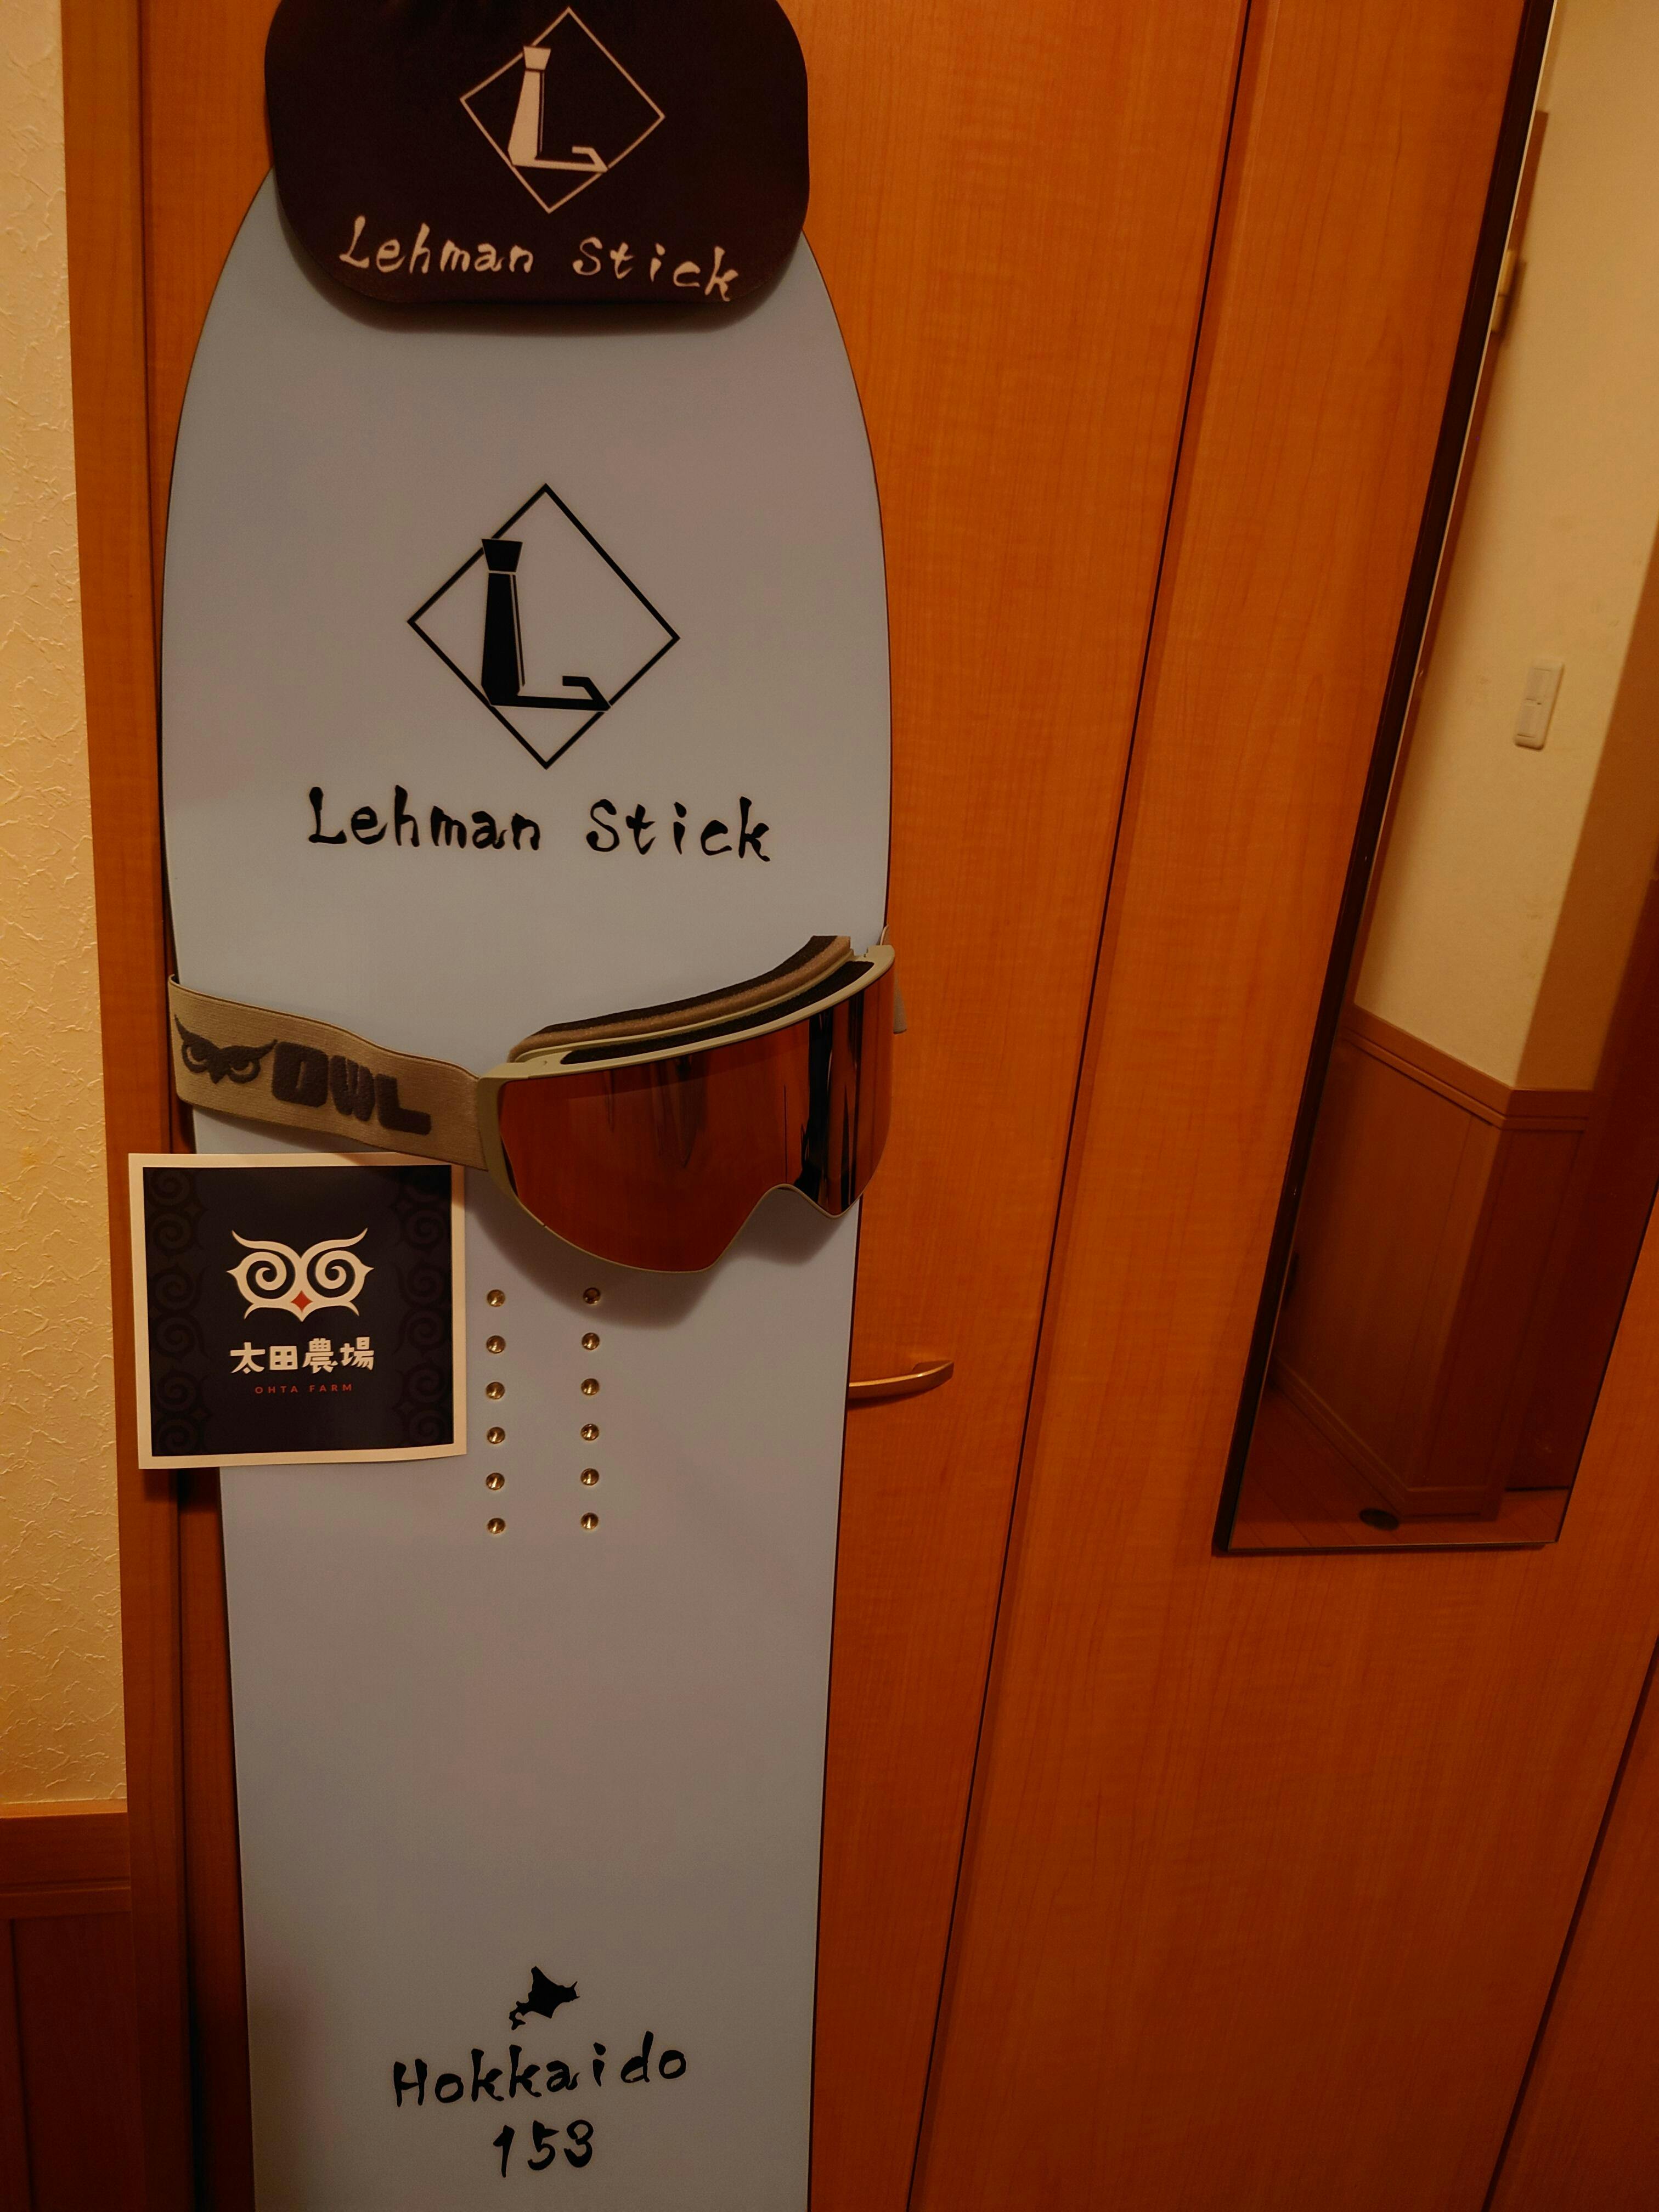 Lehman Stick
Lehman Stick
OWL
太田農場
OHTA FARM
Hokkaido
153